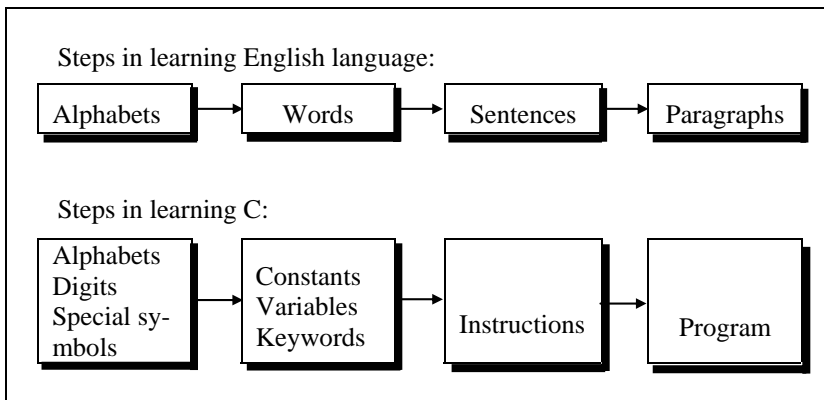 Steps in learning English language:
Alphabets
Words
Sentences
Paragraphs
Steps in learning C:
Alphabets
Digits
Special sy-
mbols
Constants
Variables
Keywords
Instructions
Program